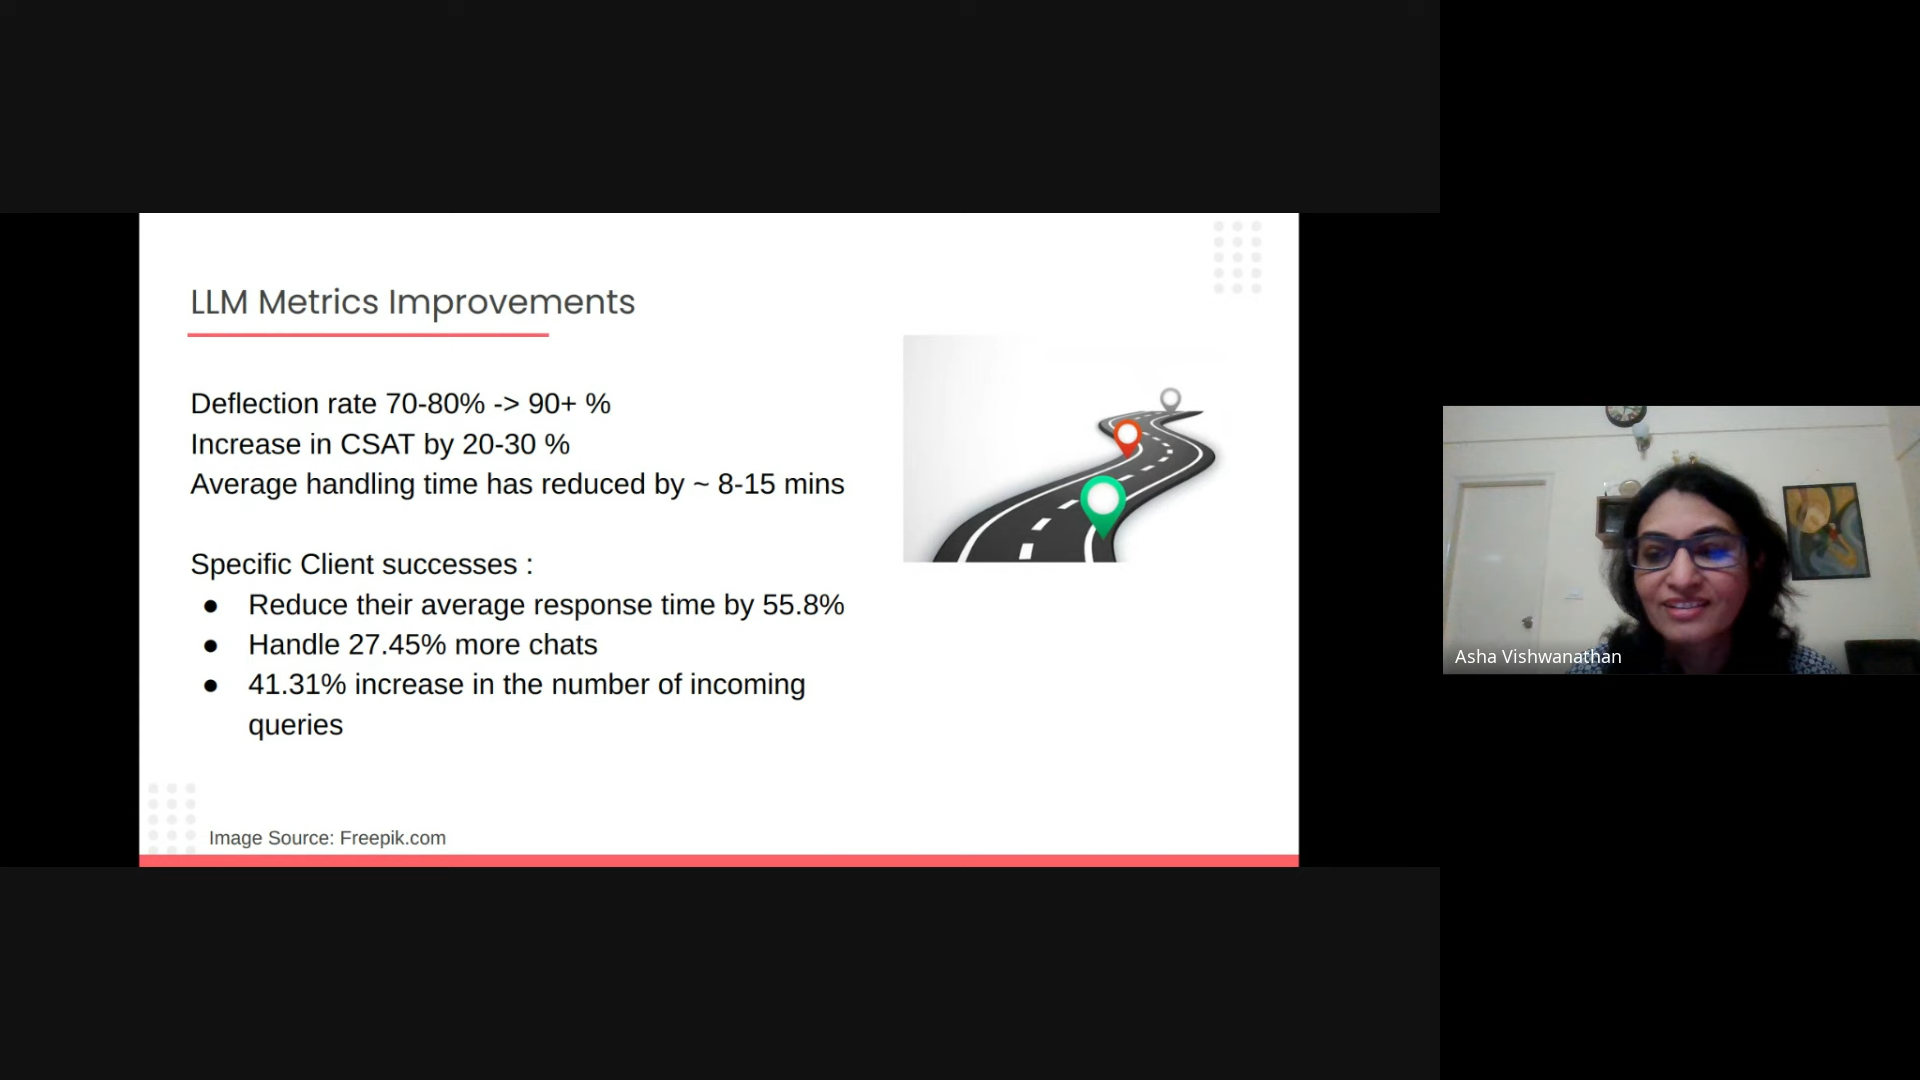 LLM Metrics Improvements
Deflection rate 70-80% -> 90+ %
Increase in CSAT by 20-30 %
Average handling time has reduced by ~ 8-15 mins
Specific Client successes :
● Reduce their average response time by 55.8%
● Handle 27.45% more chats
● 41.31% increase in the number of incoming
queries
Image Source: Freepik.com
Asha Vishwanathan